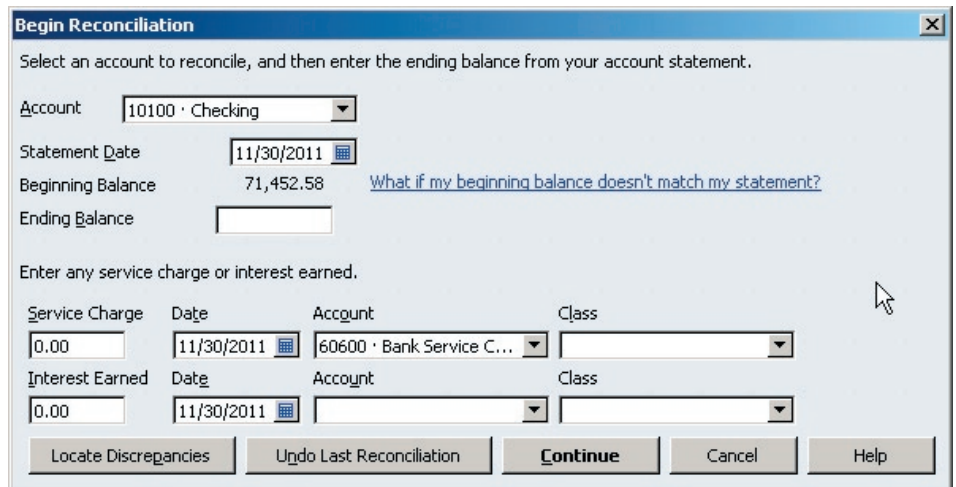 Begin Reconciliation
Select an account to reconcile, and then enter the ending balance from your account statement.
Account 10100 · Checking
Statement Date 11/30/2011
Beginning Balance 71,452.58 What if my beginning balance doesn't match my statement?
Ending Balance
Enter any service charge or interest earned.
Service Charge Date Account Class
0.00 11/30/2011 60600 · Bank Service C...
Interest Earned Date Account Class
0.00 11/30/2011
Locate Discrepancies Undo Last Reconciliation Continue Cancel Help